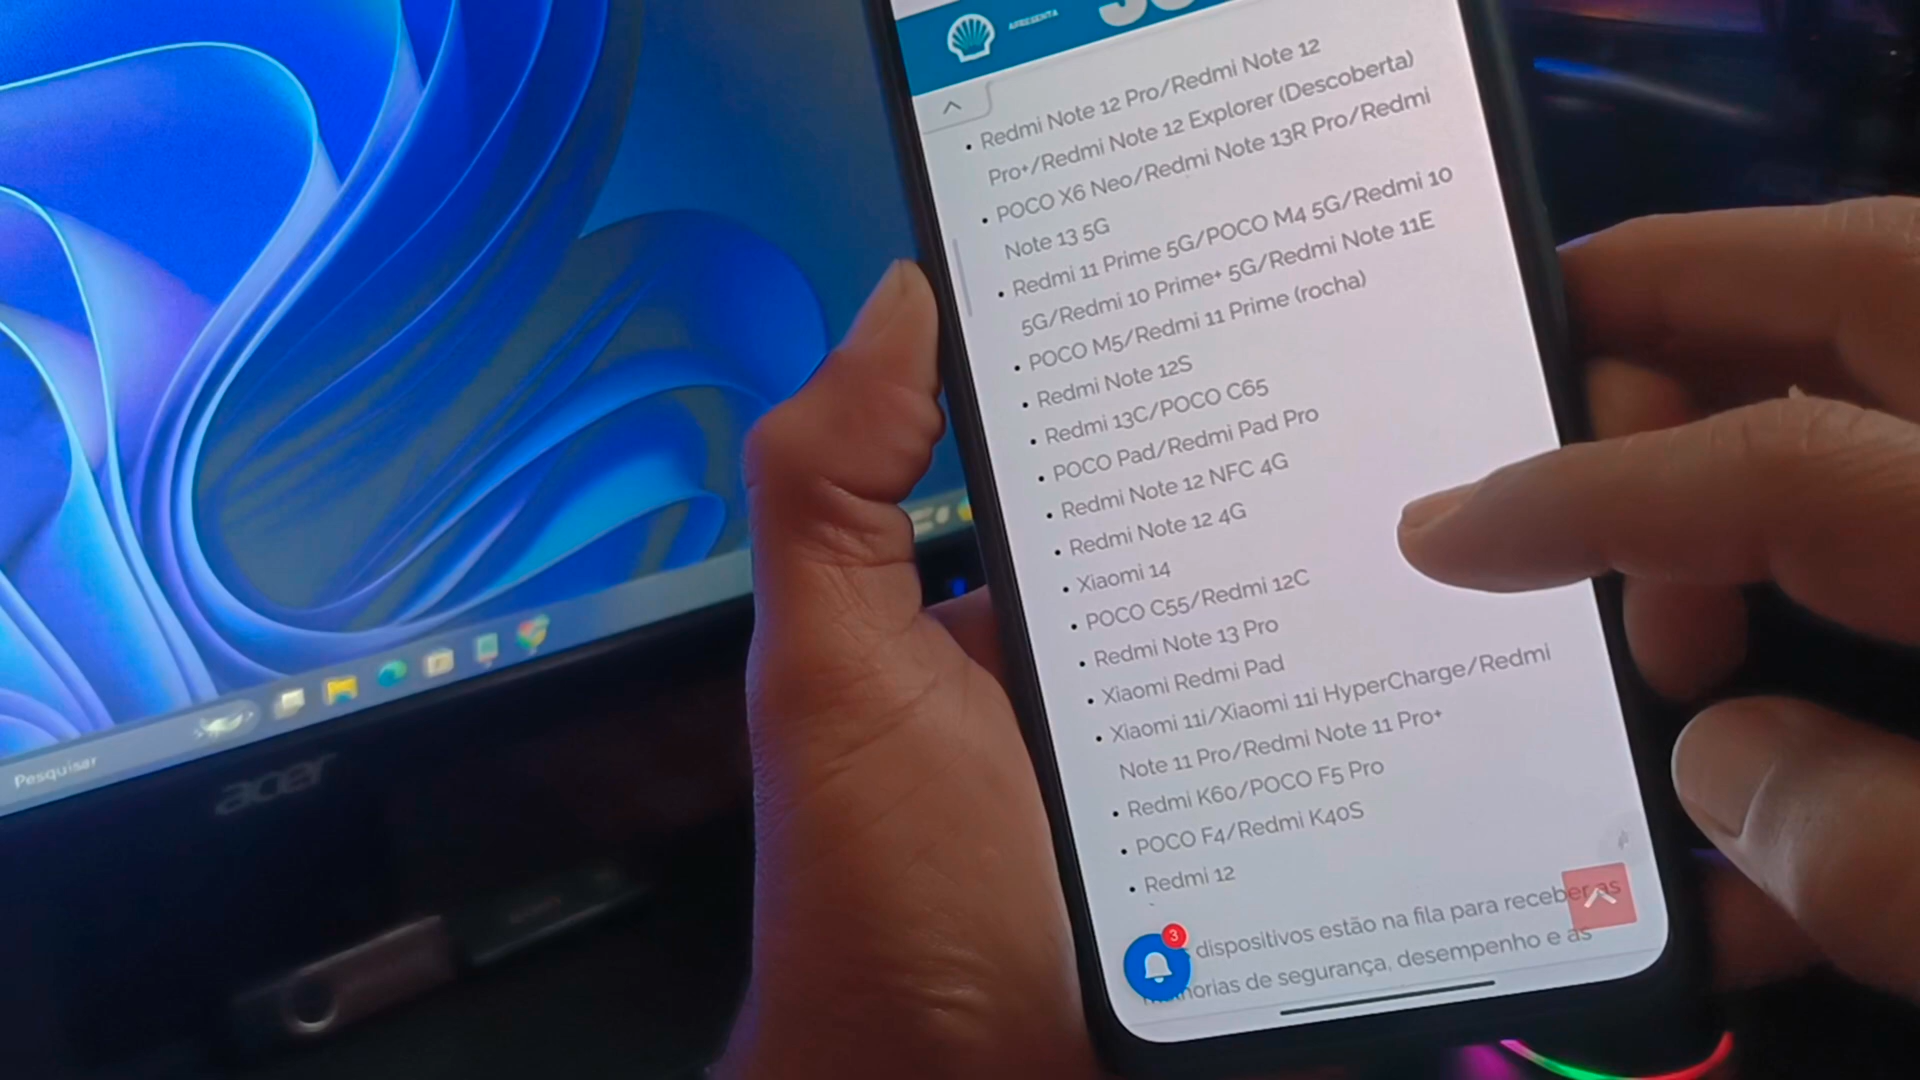 APRESENTA
• Redmi Note 12 Pro/Redmi Note 12
Pro+/Redmi Note 12 Explorer (Descoberta)
• POCO X6 Neo/Redmi Note 13R Pro/Redmi
Note 13 5G
• Redmi 11 Prime 5G/POCO M4 5G/Redmi 10
5G/Redmi 10 Prime+ 5G/Redmi Note 11E
• POCO M5/Redmi 11 Prime (rocha)
• Redmi Note 12S
• Redmi 13C/POCO C65
• POCO Pad/Redmi Pad Pro
• Redmi Note 12 NFC 4G
• Redmi Note 12 4G
• Xiaomi 14
• POCO C55/Redmi 12C
• Redmi Note 13 Pro
• Xiaomi Redmi Pad
• Xiaomi 11i/Xiaomi 11i HyperCharge/Redmi
Note 11 Pro/Redmi Note 11 Pro+
• Redmi K60/POCO F5 Pro
• POCO F4/Redmi K40S
• Redmi 12
dispositivos estão na fila para receber as
horias de segurança, desempenho e as
3
Pesquisar
acer